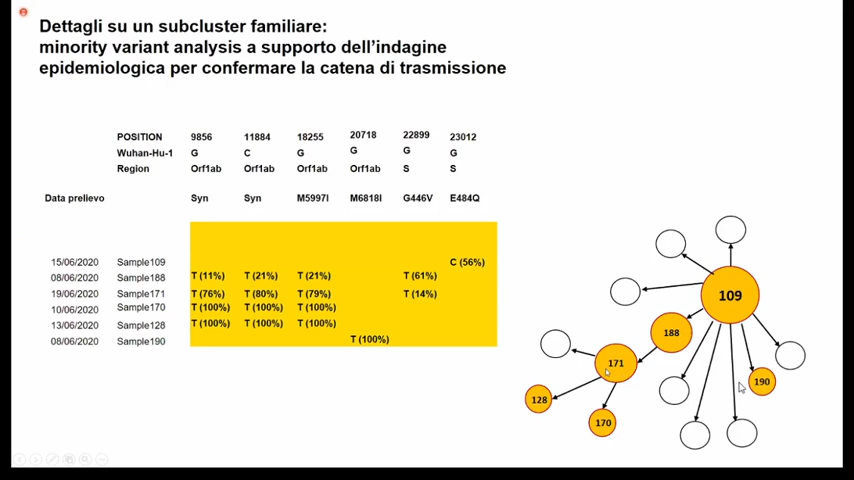 Dettagli su un subcluster familiare:
minority variant analysis a supporto dell'indagine
epidemiologica per confermare la catena di trasmissione
POSITION 9856 11884 18255 20718 22899 23012
Wuhan-Hu-1 G C G G G G
Region Orf1ab Orf1ab Orf1ab Orf1ab S S
Data prelievo Syn Syn M5997I M6818I G446V E484Q
15/06/2020 Sample109 C (56%)
08/06/2020 Sample188 T (11%) T (21%) T (21%) T (61%)
19/06/2020 Sample171 T (76%) T (80%) T (79%) T (14%)
10/06/2020 Sample170 T (100%) T (100%) T (100%)
13/06/2020 Sample128 T (100%) T (100%) T (100%)
08/06/2020 Sample190 T (100%)
109
188
171
190
128
170